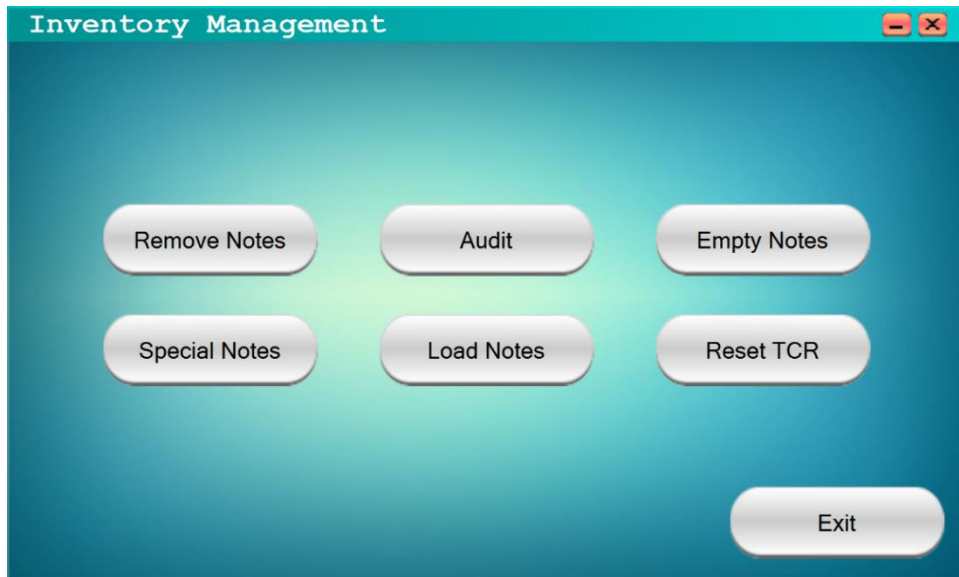 Inventory Management
Remove Notes
Audit
Empty Notes
Special Notes
Load Notes
Reset TCR
Exit